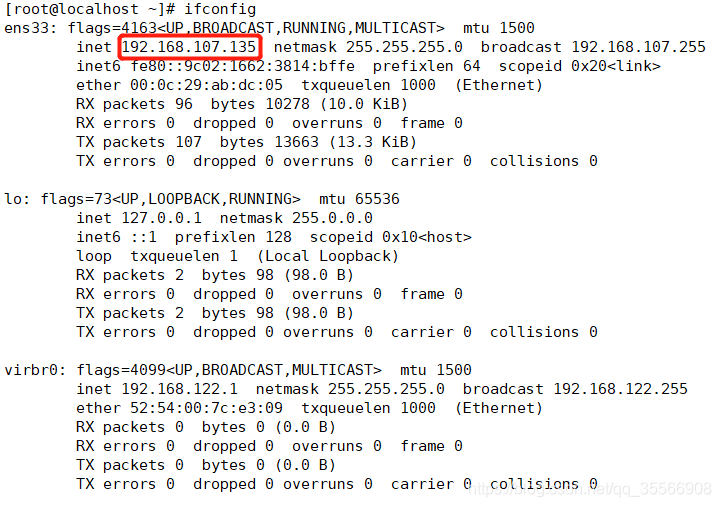 [root@localhost ~]# ifconfig
ens33: flags=4163<UP,BROADCAST,RUNNING,MULTICAST>  mtu 1500
        inet 192.168.107.135  netmask 255.255.255.0  broadcast 192.168.107.255
        inet6 fe80::9c02:1662:3814:bffe  prefixlen 64  scopeid 0x20<link>
        ether 00:0c:29:ab:dc:05  txqueuelen 1000  (Ethernet)
        RX packets 96  bytes 10278 (10.0 KiB)
        RX errors 0  dropped 0  overruns 0  frame 0
        TX packets 107  bytes 13663 (13.3 KiB)
        TX errors 0  dropped 0 overruns 0  carrier 0  collisions 0

lo: flags=73<UP,LOOPBACK,RUNNING>  mtu 65536
        inet 127.0.0.1  netmask 255.0.0.0
        inet6 ::1  prefixlen 128  scopeid 0x10<host>
        loop  txqueuelen 1  (Local Loopback)
        RX packets 2  bytes 98 (98.0 B)
        RX errors 0  dropped 0  overruns 0  frame 0
        TX packets 2  bytes 98 (98.0 B)
        TX errors 0  dropped 0 overruns 0  carrier 0  collisions 0

virbr0: flags=4099<UP,BROADCAST,MULTICAST>  mtu 1500
        inet 192.168.122.1  netmask 255.255.255.0  broadcast 192.168.122.255
        ether 52:54:00:7c:e3:09  txqueuelen 1000  (Ethernet)
        RX packets 0  bytes 0 (0.0 B)
        RX errors 0  dropped 0  overruns 0  frame 0
        TX packets 0  bytes 0 (0.0 B)
        TX errors 0  dropped 0 overruns 0  carrier 0  collisions 0
https://blog.csdn.net/qq_35566908